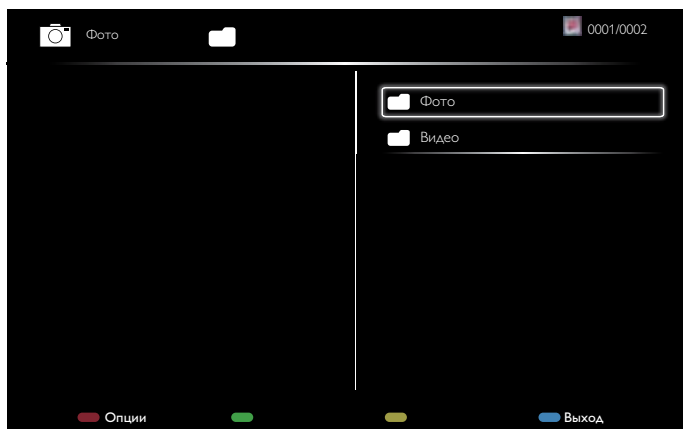 Фото
0001/0002
Фото
Видео
Опции
Выход